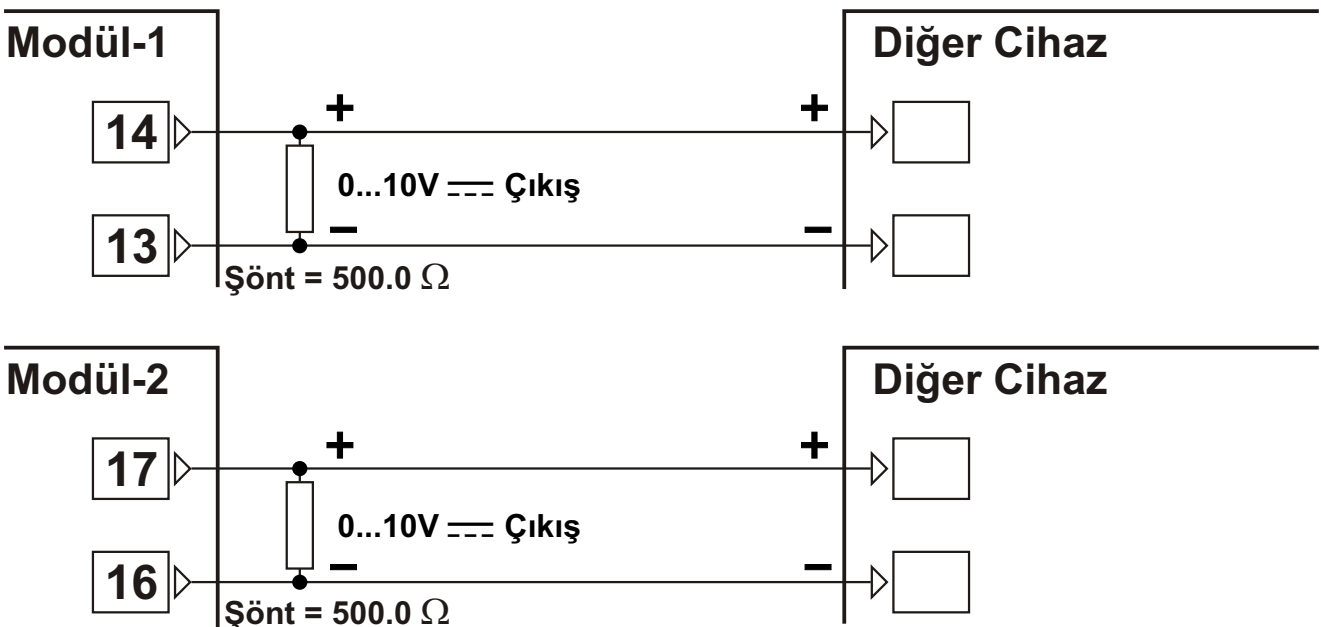 Modül-1 Diğer Cihaz
14 + +
0...10V Çıkış
13 − −
Şönt = 500.0 Ω
Modül-2 Diğer Cihaz
17 + +
0...10V Çıkış
16 − −
Şönt = 500.0 Ω